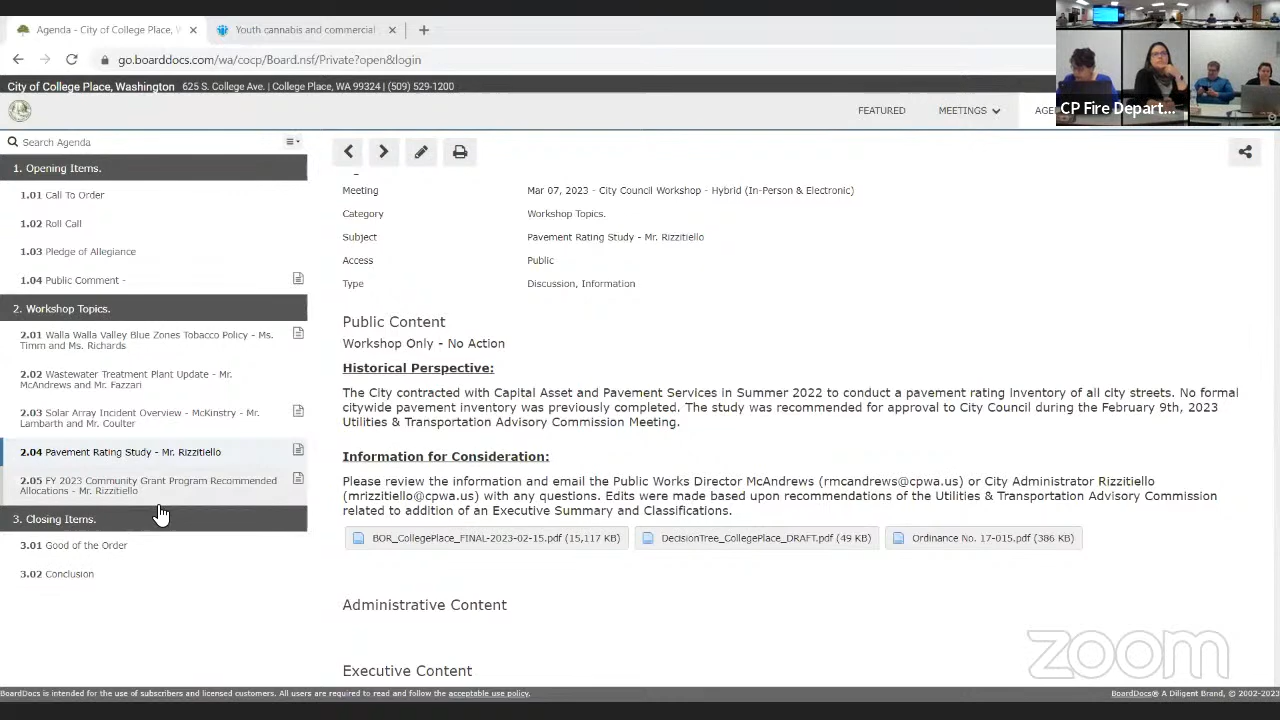 Agenda - City of College Place, W
Youth cannabis and commercial
go.boarddocs.com/wa/cocp/Board.nsf/Private?open&login
City of College Place, Washington 625 S. College Ave. | College Place, WA 99324 | (509) 529-1200
CP Fire Depart...
FEATURED
MEETINGS
AGE
Search Agenda
1. Opening Items.
1.01 Call To Order
1.02 Roll Call
1.03 Pledge of Allegiance
1.04 Public Comment -
2. Workshop Topics.
2.01 Walla Walla Valley Blue Zones Tobacco Policy - Ms.
Timm and Ms. Richards
2.02 Wastewater Treatment Plant Update - Mr.
McAndrews and Mr. Fazzari
2.03 Solar Array Incident Overview - McKinstry - Mr.
Lambarth and Mr. Coulter
2.04 Pavement Rating Study - Mr. Rizzitiello
2.05 FY 2023 Community Grant Program Recommended
Allocations - Mr. Rizzitiello
3. Closing Items.
3.01 Good of the Order
3.02 Conclusion
Meeting Mar 07, 2023 - City Council Workshop - Hybrid (In-Person & Electronic)
Category Workshop Topics.
Subject Pavement Rating Study - Mr. Rizzitiello
Access Public
Type Discussion, Information
Public Content
Workshop Only - No Action
Historical Perspective:
The City contracted with Capital Asset and Pavement Services in Summer 2022 to conduct a pavement rating inventory of all city streets. No formal
citywide pavement inventory was previously completed. The study was recommended for approval to City Council during the February 9th, 2023
Utilities & Transportation Advisory Commission Meeting.
Information for Consideration:
Please review the information and email the Public Works Director McAndrews (rmcandrews@cpwa.us) or City Administrator Rizzitiello
(mrizzitiello@cpwa.us) with any questions. Edits were made based upon recommendations of the Utilities & Transportation Advisory Commission
related to addition of an Executive Summary and Classifications.
BOR_CollegePlace_FINAL-2023-02-15.pdf (15,117 KB)
DecisionTree_CollegePlace_DRAFT.pdf (49 KB)
Ordinance No. 17-015.pdf (386 KB)
Administrative Content
Executive Content
zoom
BoardDocs is intended for the use of subscribers and licensed customers. All users are required to read and follow the acceptable use policy.
BoardDocs® A Diligent Brand, © 2002-2023